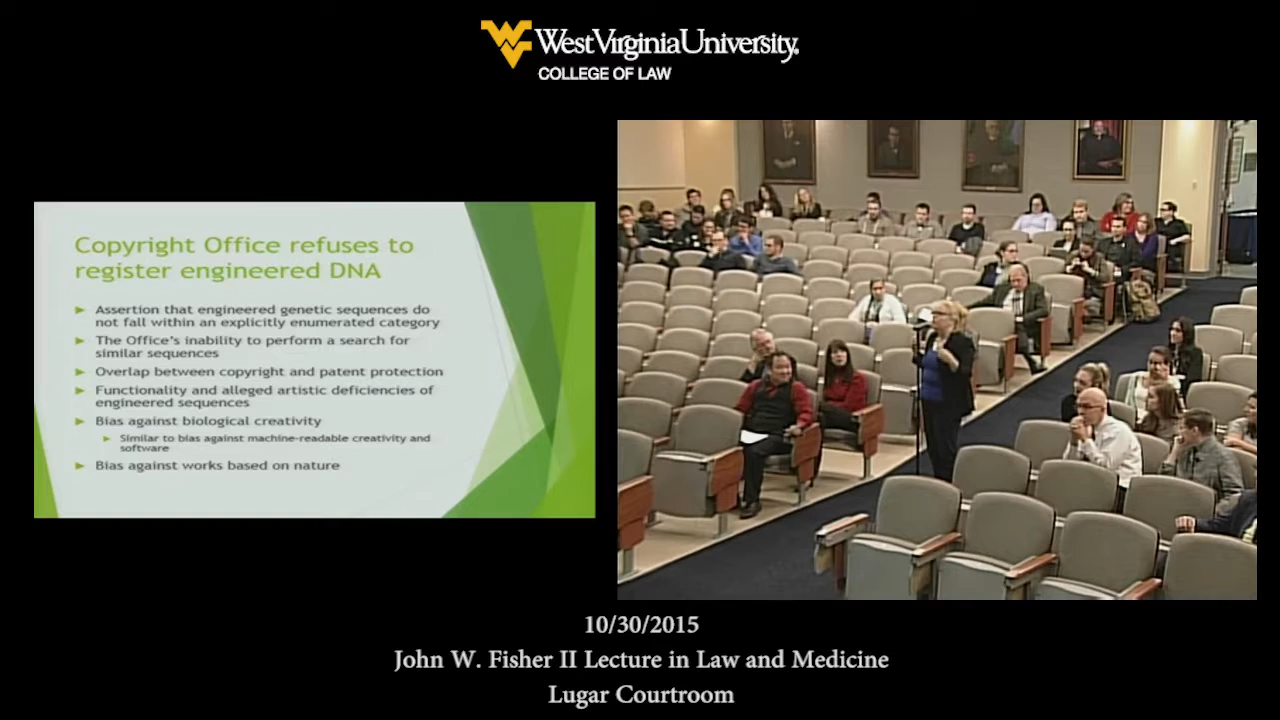 WestVirginiaUniversity.
COLLEGE OF LAW
Copyright Office refuses to
register engineered DNA
Assertion that engineered genetic sequences do
not fall within an explicitly enumerated category
The Office's inability to perform a search for
similar sequences
Overlap between copyright and patent protection
Functionality and alleged artistic deficiencies of
engineered sequences
Bias against biological creativity
Similar to bias against machine-readable creativity and
software
Bias against works based on nature
10/30/2015
John W. Fisher II Lecture in Law and Medicine
Lugar Courtroom